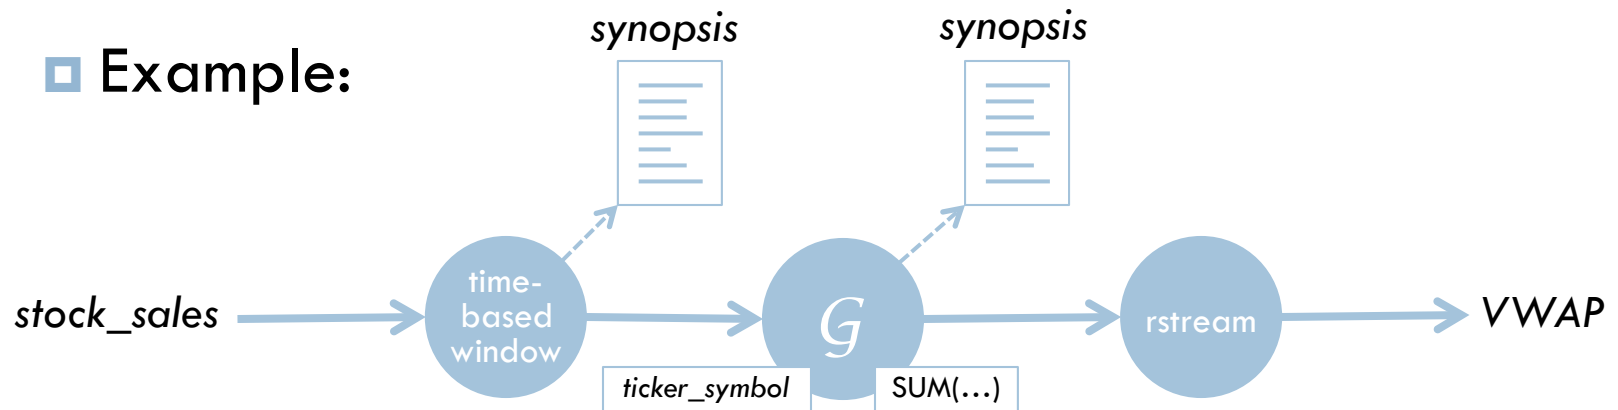 synopsis
synopsis
Example:
stock_sales
time-
based
window
𝒢
rstream
VWAP
ticker_symbol
SUM(...)